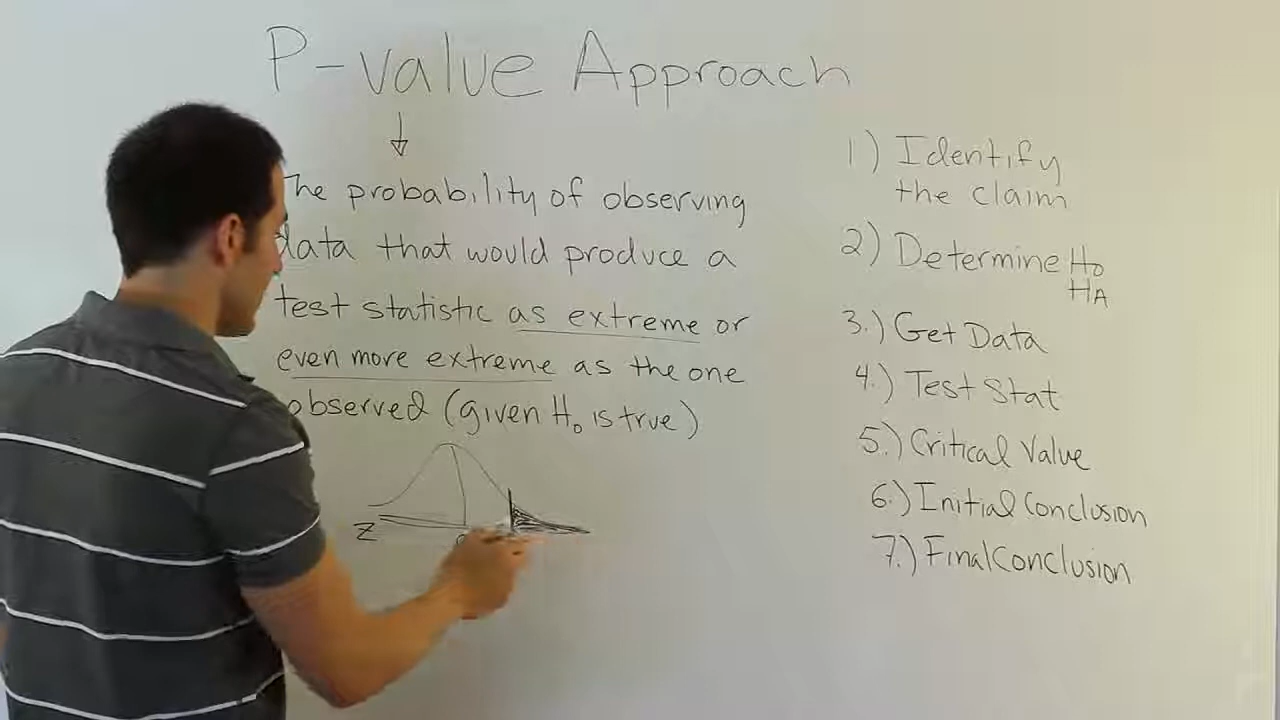 P-value Approach
The probability of observing
data that would produce a
test statistic as extreme or
even more extreme as the one
observed (given H₀ is true)
Z
1) Identify
the claim
2) Determine H₀
HA
3.) Get Data
4.) Test Stat
5.) Critical Value
6.) Initial Conclusion
7.) Final Conclusion